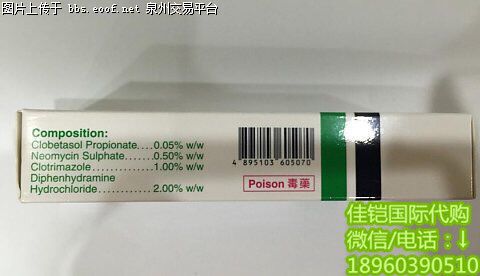 图片上传于 bbs.eoof.net 泉州交易平台
Composition:
Clobetasol Propionate....0.05% w/w
Neomycin Sulphate........0.50% w/w
Clotrimazole...............1.00% w/w
Diphenhydramine
Hydrochloride..............2.00% w/w
4 895103 605070
Poison 毒藥
佳铠国际代购
微信/电话:↓
18960390510